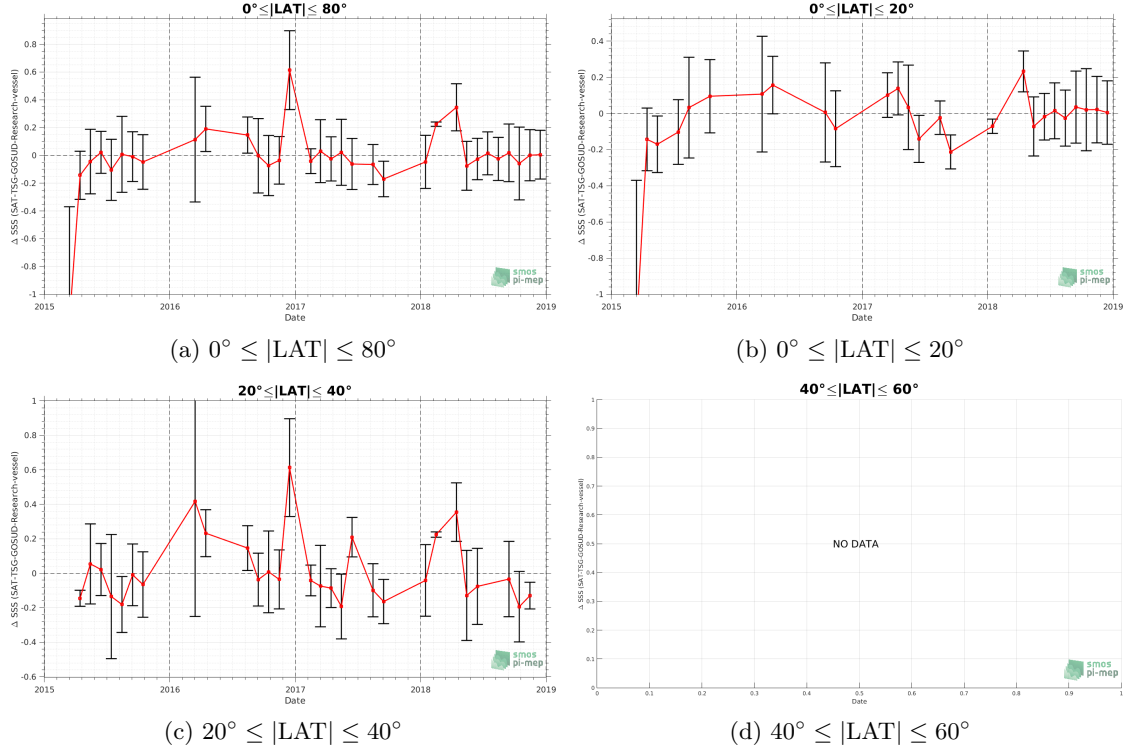 0°≤|LAT|≤ 80°
0.8
0.6
0.4
0.2
0
-0.2
-0.4
-0.6
-0.8
-1
Δ SSS (SAT-TSG-GOSUD-Research-vessel)
2015
2016
2017
2018
2019
Date
smos
pi-mep
(a) 0° ≤ |LAT| ≤ 80°
0°≤|LAT|≤ 20°
0.4
0.2
0
-0.2
-0.4
-0.6
-0.8
-1
Δ SSS (SAT-TSG-GOSUD-Research-vessel)
2015
2016
2017
2018
2019
Date
smos
pi-mep
(b) 0° ≤ |LAT| ≤ 20°
20°≤|LAT|≤ 40°
1
0.8
0.6
0.4
0.2
0
-0.2
-0.4
-0.6
Δ SSS (SAT-TSG-GOSUD-Research-vessel)
2015
2016
2017
2018
2019
Date
smos
pi-mep
(c) 20° ≤ |LAT| ≤ 40°
40°≤|LAT|≤ 60°
1
0.9
0.8
0.7
0.6
0.5
0.4
0.3
0.2
0.1
0
Δ SSS (SAT-TSG-GOSUD-Research-vessel)
NO DATA
0
0.1
0.2
0.3
0.4
0.5
0.6
0.7
0.8
0.9
1
Date
smos
pi-mep
(d) 40° ≤ |LAT| ≤ 60°